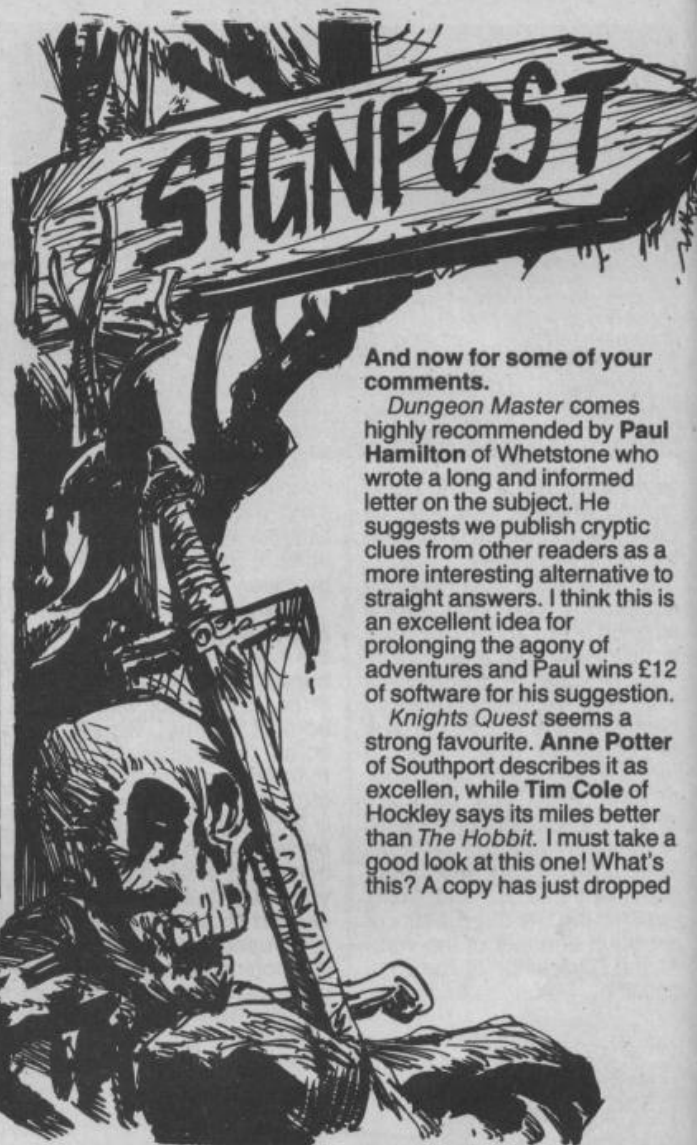 SIGNPOST
And now for some of your
comments.
Dungeon Master comes
highly recommended by Paul
Hamilton of Whetstone who
wrote a long and informed
letter on the subject. He
suggests we publish cryptic
clues from other readers as a
more interesting alternative to
straight answers. I think this is
an excellent idea for
prolonging the agony of
adventures and Paul wins £12
of software for his suggestion.
Knights Quest seems a
strong favourite. Anne Potter
of Southport describes it as
excellen, while Tim Cole of
Hockley says its miles better
than The Hobbit. I must take a
good look at this one! What's
this? A copy has just dropped